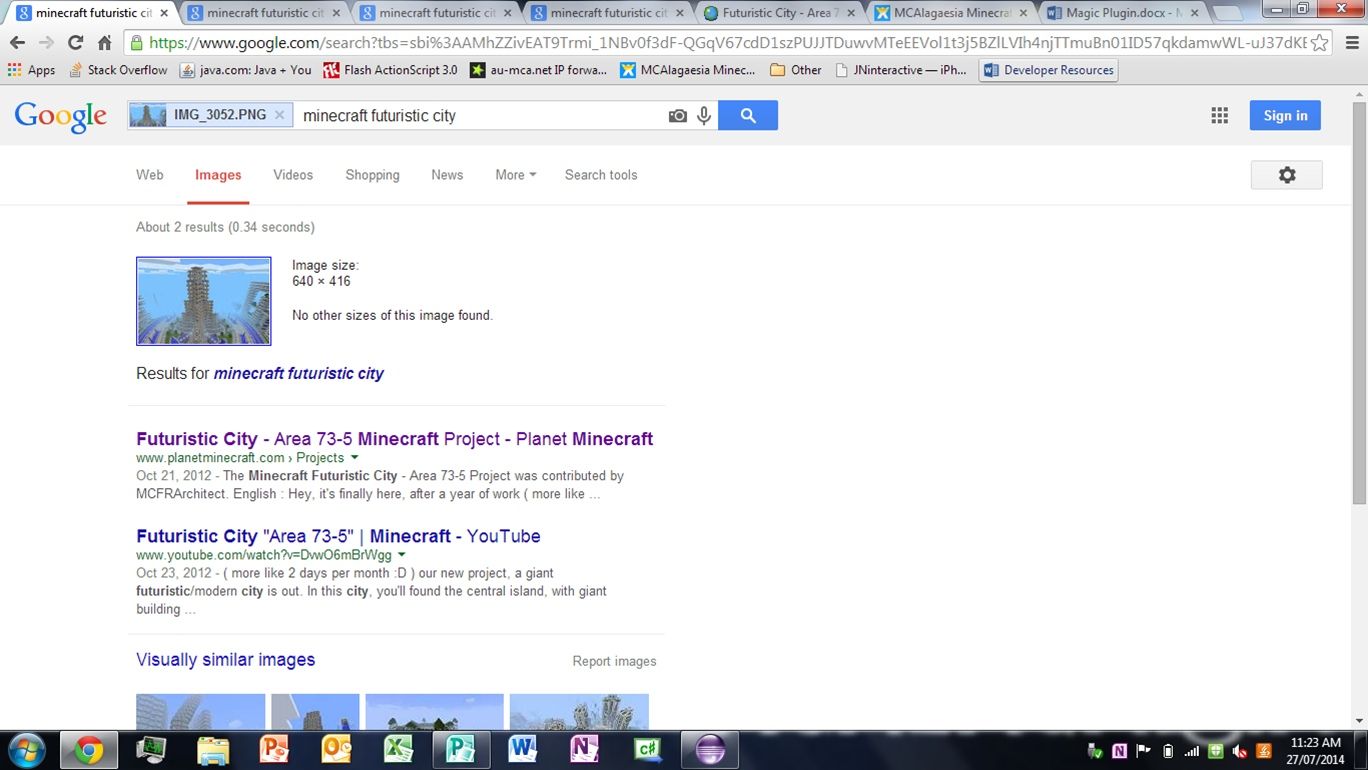 minecraft futuristic cit
minecraft futuristic cit
minecraft futuristic cit
minecraft futuristic cit
Futuristic City - Area 7
MCAlagaesia Minecra
Magic Plugin.docx - M
https://www.google.com/search?tbs=sbi%3AAMhZZivEAT9Trmi_1NBv0f3dF-QGqV67cdD1szPUJJTDuwvMTeEEVol1t3j5BZlLVIh4njTTmuBn01ID57qkdamwWL-uJ37dKE
Apps
Stack Overflow
java.com: Java + You
Flash ActionScript 3.0
au-mca.net IP forwa...
MCAlagaesia Minec...
Other
JNinteractive — iPh...
Developer Resources
Google
IMG_3052.PNG
minecraft futuristic city
Sign in
Web
Images
Videos
Shopping
News
More
Search tools
About 2 results (0.34 seconds)
Image size:
640 × 416
No other sizes of this image found.
Results for minecraft futuristic city
Futuristic City - Area 73-5 Minecraft Project - Planet Minecraft
www.planetminecraft.com › Projects
Oct 21, 2012 - The Minecraft Futuristic City - Area 73-5 Project was contributed by
MCFRArchitect. English : Hey, it's finally here, after a year of work ( more like ...
Futuristic City "Area 73-5" | Minecraft - YouTube
www.youtube.com/watch?v=DvwO6mBrWgg
Oct 23, 2012 - ( more like 2 days per month :D ) our new project, a giant
futuristic/modern city is out. In this city, you'll found the central island, with giant
building ...
Visually similar images
Report images
11:23 AM
27/07/2014